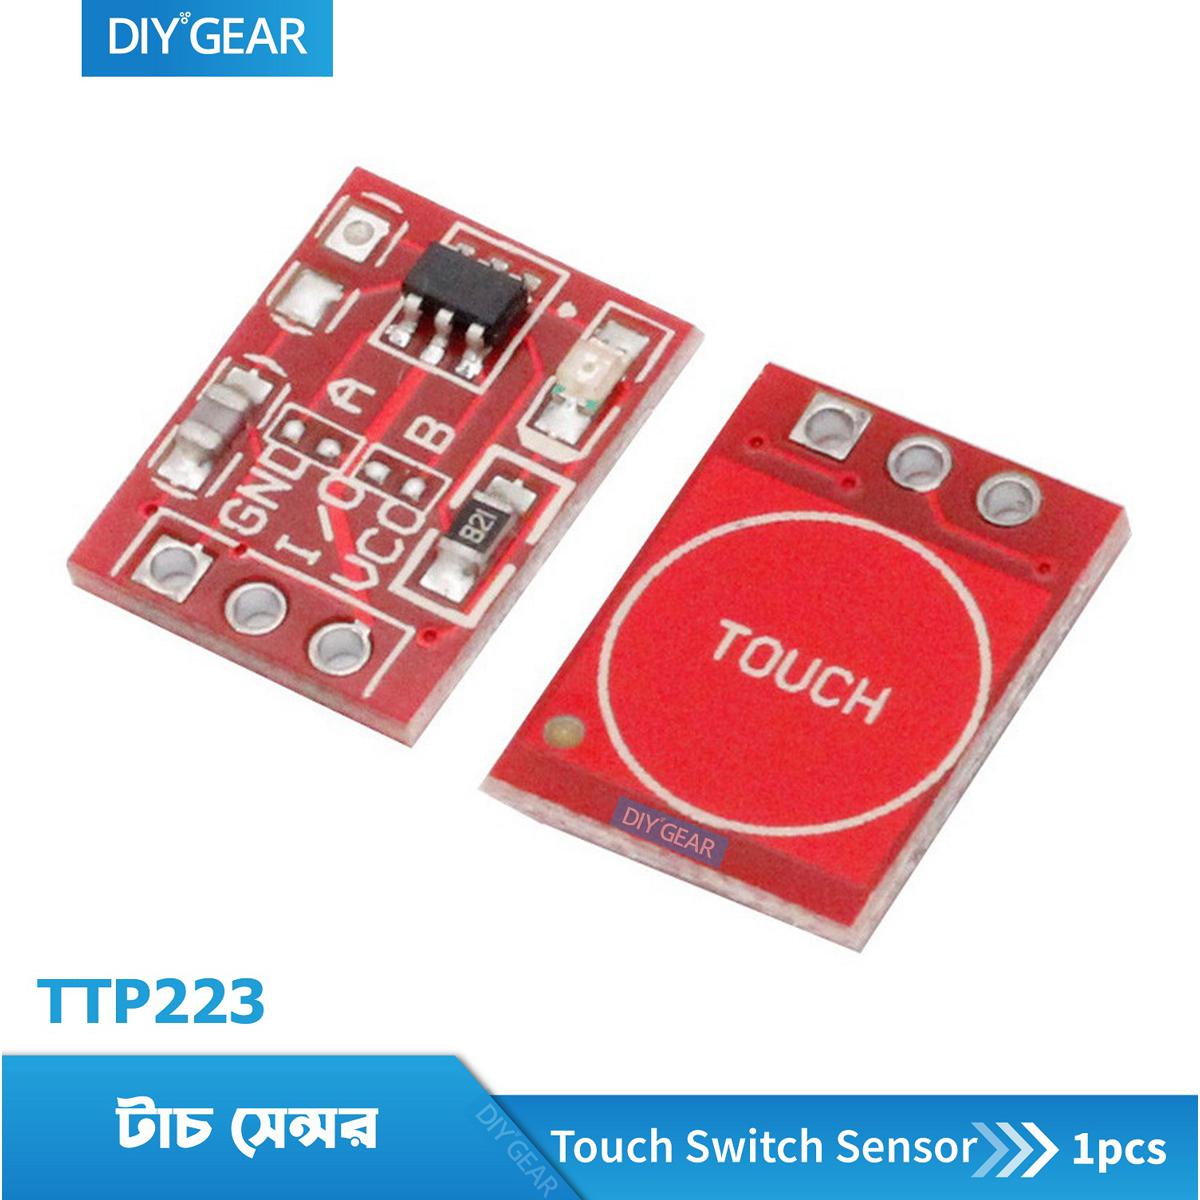 DIY GEAR
A
B
GND
I/O
VCC
B21
TOUCH
DIY GEAR
TTP223
টাচ সেন্সর
DIY GEAR
Touch Switch Sensor
1pcs